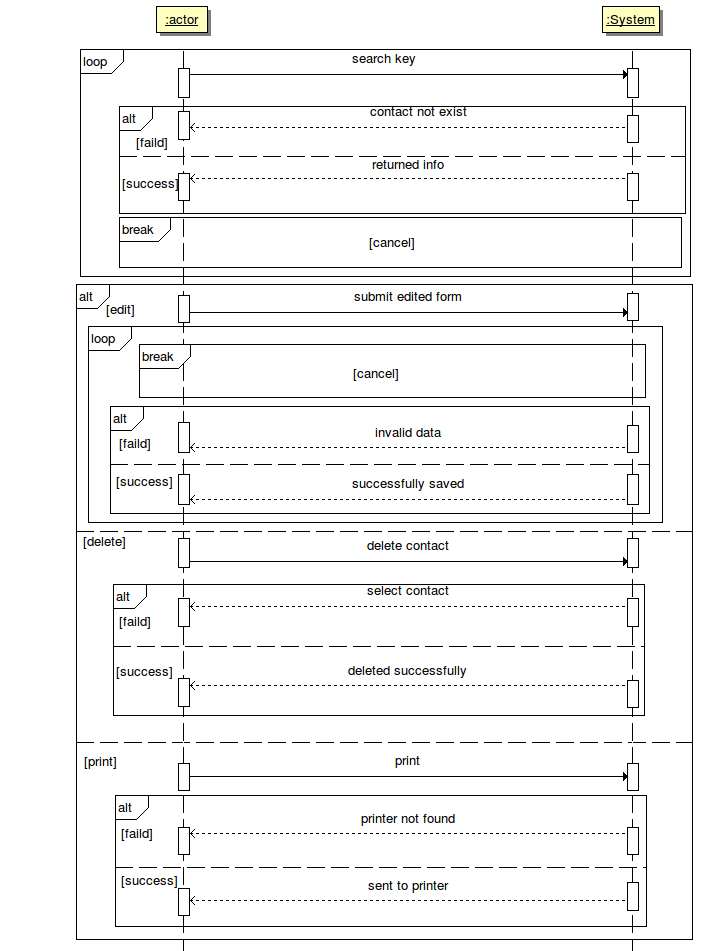 :actor
:System
loop
search key
alt
contact not exist
[faild]
returned info
[success]
break
[cancel]
alt
submit edited form
[edit]
loop
break
[cancel]
alt
invalid data
[faild]
[success]
successfully saved
[delete]
delete contact
alt
select contact
[faild]
[success]
deleted successfully
[print]
print
alt
printer not found
[faild]
[success]
sent to printer